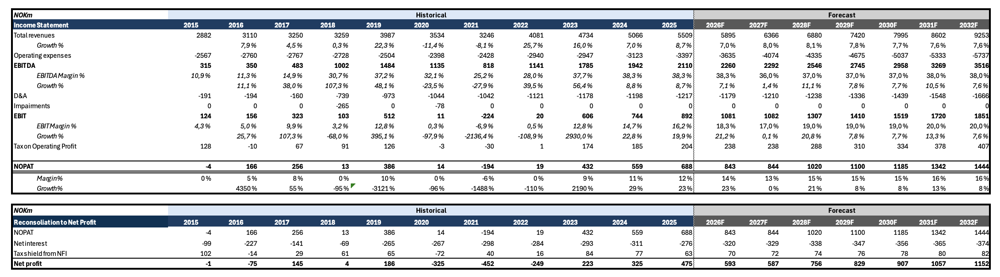 NOKm Historical Forecast
Income Statement 2015 2016 2017 2018 2019 2020 2021 2022 2023 2024 2025 2026F 2027F 2028F 2029F 2030F 2031F 2032F
Total revenues 2882 3110 3250 3259 3987 3534 3246 4081 4734 5066 5509 5895 6366 6880 7420 7995 8602 9253
Growth % 7,9 % 4,5 % 0,3 % 22,3 % -11,4 % -8,1 % 25,7 % 16,0 % 7,0 % 8,7 % 7,0 % 8,0 % 8,1 % 7,8 % 7,7 % 7,6 % 7,6 %
Operating expenses -2567 -2760 -2767 -2728 -2504 -2398 -2428 -2940 -2947 -3123 -3397 -3635 -4074 -4335 -4675 -5037 -5333 -5737
EBITDA 315 350 483 1002 1484 1135 818 1141 1785 1942 2110 2260 2292 2546 2745 2958 3269 3516
EBITDA Margin % 10,9 % 11,3 % 14,9 % 30,7 % 37,2 % 32,1 % 25,2 % 28,0 % 37,7 % 38,3 % 38,3 % 38,3 % 36,0 % 37,0 % 37,0 % 37,0 % 38,0 % 38,0 %
Growth % 11,1 % 38,0 % 107,3 % 48,1 % -23,5 % -27,9 % 39,5 % 56,4 % 8,8 % 8,7 % 7,1 % 1,4 % 11,1 % 7,8 % 7,7 % 10,5 % 7,6 %
D&A -191 -194 -160 -739 -973 -1044 -1042 -1121 -1178 -1198 -1217 -1179 -1210 -1238 -1336 -1439 -1548 -1666
Impairments 0 0 0 -265 0 -78 0 0 0 0 0 0 0 0 0 0 0 0
EBIT 124 156 323 103 512 11 -224 20 606 744 892 1081 1082 1307 1410 1519 1720 1851
EBIT Margin % 4,3 % 5,0 % 9,9 % 3,2 % 12,8 % 0,3 % -6,9 % 0,5 % 12,8 % 14,7 % 16,2 % 18,3 % 17,0 % 19,0 % 19,0 % 19,0 % 20,0 % 20,0 %
Growth % 25,7 % 107,3 % -68,0 % 395,1 % -97,9 % -2136,4 % -108,9 % 2930,0 % 22,8 % 19,9 % 21,2 % 0,1 % 20,8 % 7,8 % 7,7 % 13,3 % 7,6 %
Tax on Operating Profit 128 -10 67 91 126 -3 -30 1 174 185 204 238 238 288 310 334 378 407
NOPAT -4 166 256 13 386 14 -194 19 432 559 688 843 844 1020 1100 1185 1342 1444
Margin% 0 % 5 % 8 % 0 % 10 % 0 % -6 % 0 % 9 % 11 % 12 % 14 % 13 % 15 % 15 % 15 % 16 % 16 %
Growth% 4350 % 55 % -95 % -3121 % -96 % -1488 % -110 % 2190 % 29 % 23 % 23 % 0 % 21 % 8 % 8 % 13 % 8 %
NOKm Historical Forecast
Reconsoliation to Net Profit 2015 2016 2017 2018 2019 2020 2021 2022 2023 2024 2025 2026F 2027F 2028F 2029F 2030F 2031F 2032F
NOPAT -4 166 256 13 386 14 -194 19 432 559 688 843 844 1020 1100 1185 1342 1444
Net interest -99 -227 -141 -69 -265 -267 -298 -284 -293 -311 -276 -320 -329 -338 -347 -356 -365 -374
Tax shield from NFI 102 -14 29 61 65 -72 40 16 84 77 63 70 72 74 76 78 80 82
Net profit -1 -75 145 4 186 -325 -452 -249 223 325 475 593 587 756 829 907 1057 1152